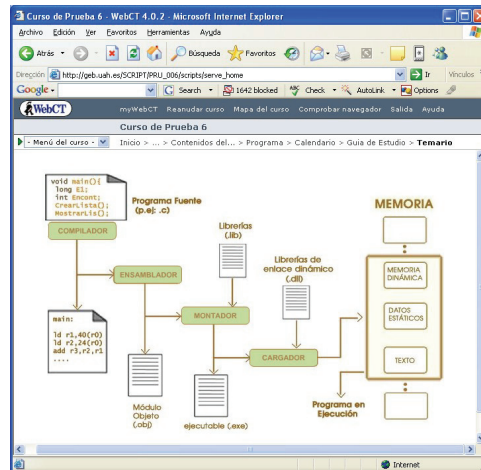 Curso de Prueba 6 - WebCT 4.0.2 - Microsoft Internet Explorer
Archivo Edición Ver Favoritos Herramientas Ayuda
Atrás Búsqueda Favoritos
Dirección http://geb.uah.es/SCRIPT/PRU_006/scripts/serve_home Ir Vínculos
Google Search 1642 blocked Check AutoLink Options
WebCT myWebCT Reanudar curso Mapa del curso Comprobar navegador Salida Ayuda
Curso de Prueba 6
- Menú del curso - Inicio > ... > Contenidos del... > Programa > Calendario > Guia de Estudio > Temario
void main(){
long E1;
int Encont;
CrearLista();
MostrarLis();
Programa Fuente
(p.ej: .c)
COMPILADOR
ENSAMBLADOR
main:
ld r1,40(r0)
ld r2,24(r0)
add r3,r2,r1
....
Módulo
Objeto
(.obj)
Librerías
(.lib)
MONTADOR
ejecutable (.exe)
Librerías de
enlace dinámico
(.dll)
CARGADOR
MEMORIA
MEMORIA
DINÁMICA
DATOS
ESTÁTICOS
TEXTO
Programa en
Ejecución
Internet